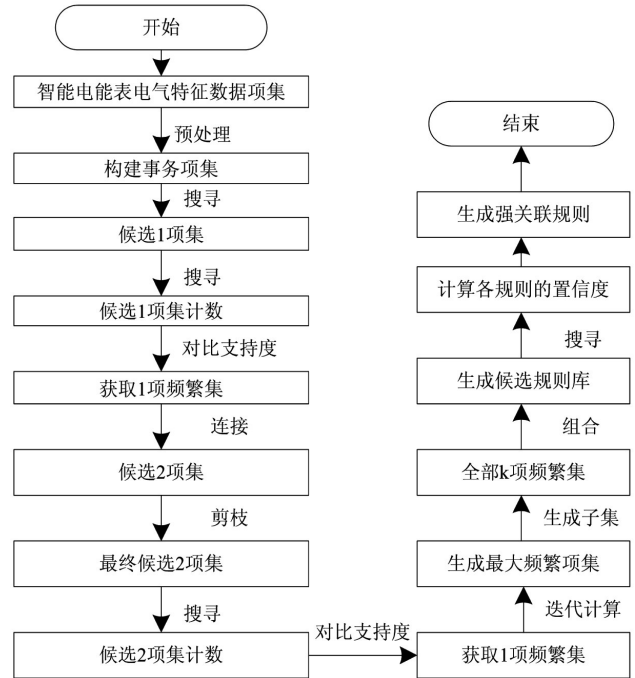 开始
智能电能表电气特征数据项集
预处理
构建事务项集
搜寻
候选1项集
搜寻
候选1项集计数
对比支持度
获取1项频繁集
连接
候选2项集
剪枝
最终候选2项集
搜寻
候选2项集计数
对比支持度
获取1项频繁集
迭代计算
生成最大频繁项集
生成子集
全部k项频繁集
组合
生成候选规则库
搜寻
计算各规则的置信度
生成强关联规则
结束